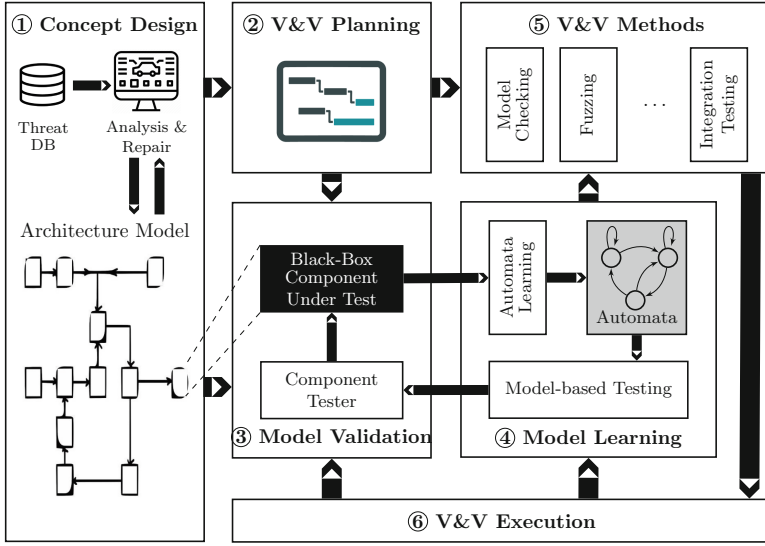 ① Concept Design
Threat
DB
Analysis &
Repair
Architecture Model
② V&V Planning
⑤ V&V Methods
Model
Checking
Fuzzing
...
Integration
Testing
Black-Box
Component
Under Test
Component
Tester
③ Model Validation
Automata
Learning
Automata
Model-based Testing
④ Model Learning
⑥ V&V Execution